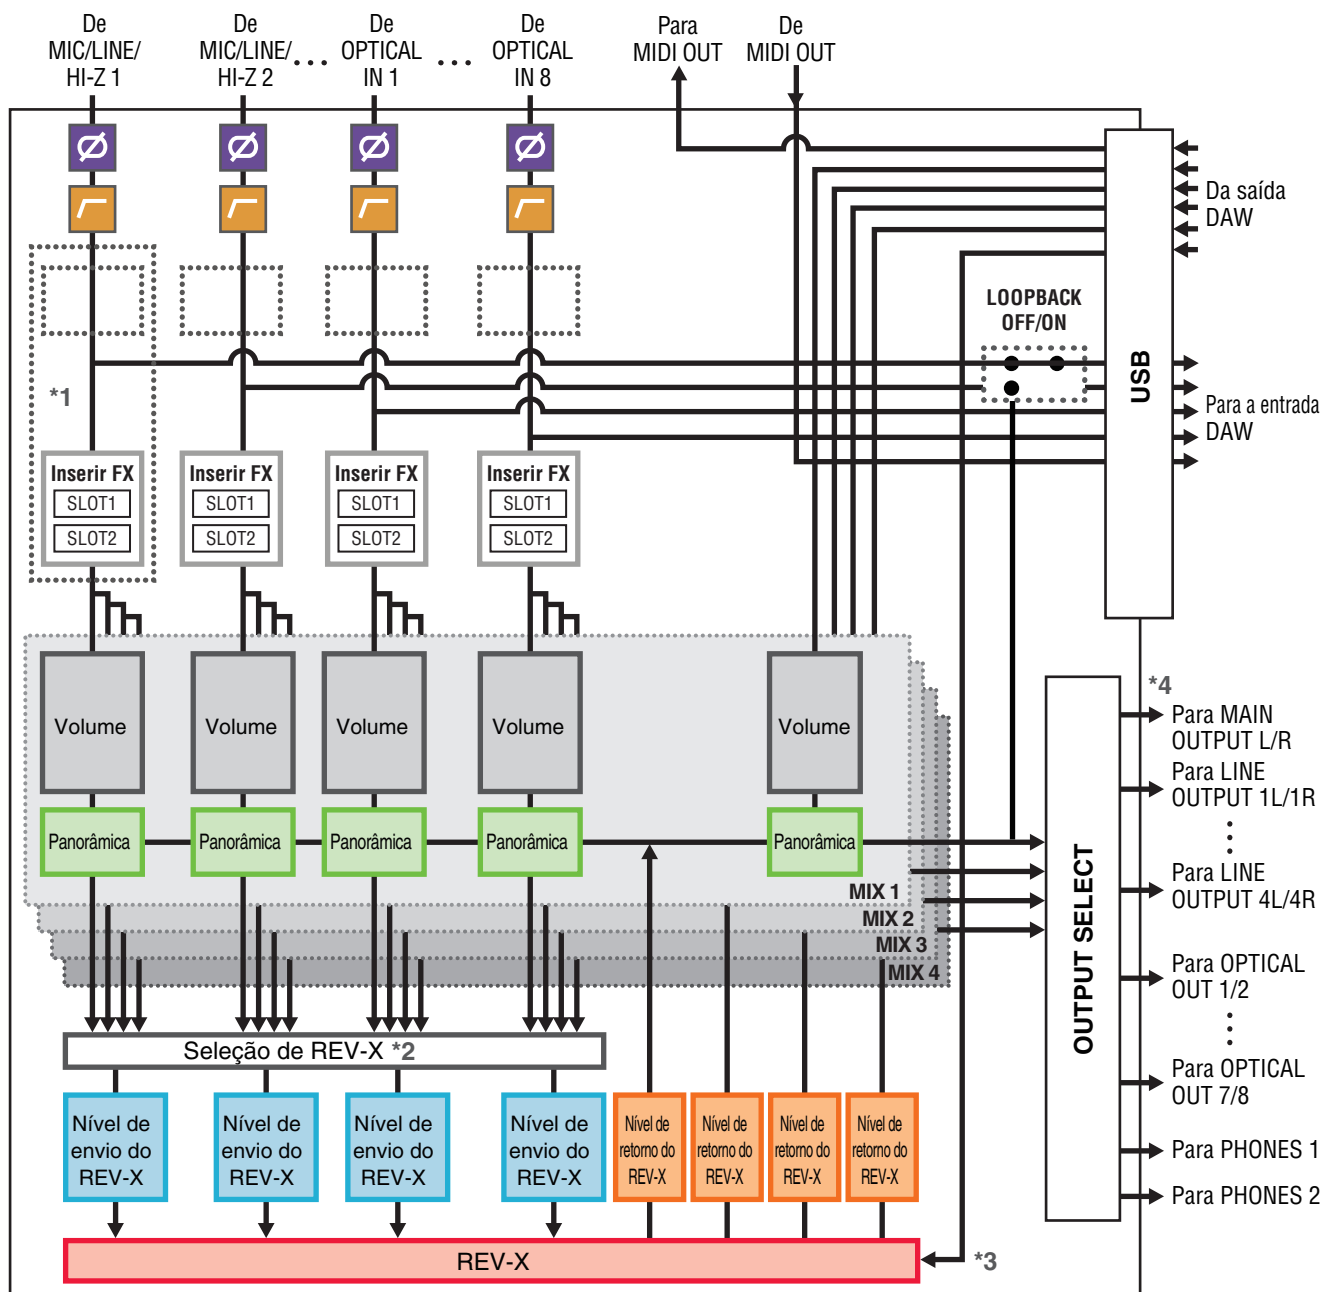 De
MIC/LINE/
HI-Z 1
De
MIC/LINE/
HI-Z 2
...
De
OPTICAL
IN 1
...
De
OPTICAL
IN 8
Para
MIDI OUT
De
MIDI OUT
Da saída
DAW
LOOPBACK
OFF/ON
USB
Para a entrada
DAW
*1
Inserir FX
SLOT1
SLOT2
Inserir FX
SLOT1
SLOT2
Inserir FX
SLOT1
SLOT2
Inserir FX
SLOT1
SLOT2
Volume
Volume
Volume
Volume
Volume
Panorâmica
Panorâmica
Panorâmica
Panorâmica
Panorâmica
MIX 1
MIX 2
MIX 3
MIX 4
OUTPUT SELECT
*4
Para MAIN
OUTPUT L/R
Para LINE
OUTPUT 1L/1R
Para LINE
OUTPUT 4L/4R
Para OPTICAL
OUT 1/2
Para OPTICAL
OUT 7/8
Para PHONES 1
Para PHONES 2
Seleção de REV-X *2
Nível de
envio do
REV-X
Nível de
envio do
REV-X
Nível de
envio do
REV-X
Nível de
envio do
REV-X
Nível de
retorno do
REV-X
Nível de
retorno do
REV-X
Nível de
retorno do
REV-X
Nível de
retorno do
REV-X
REV-X
*3